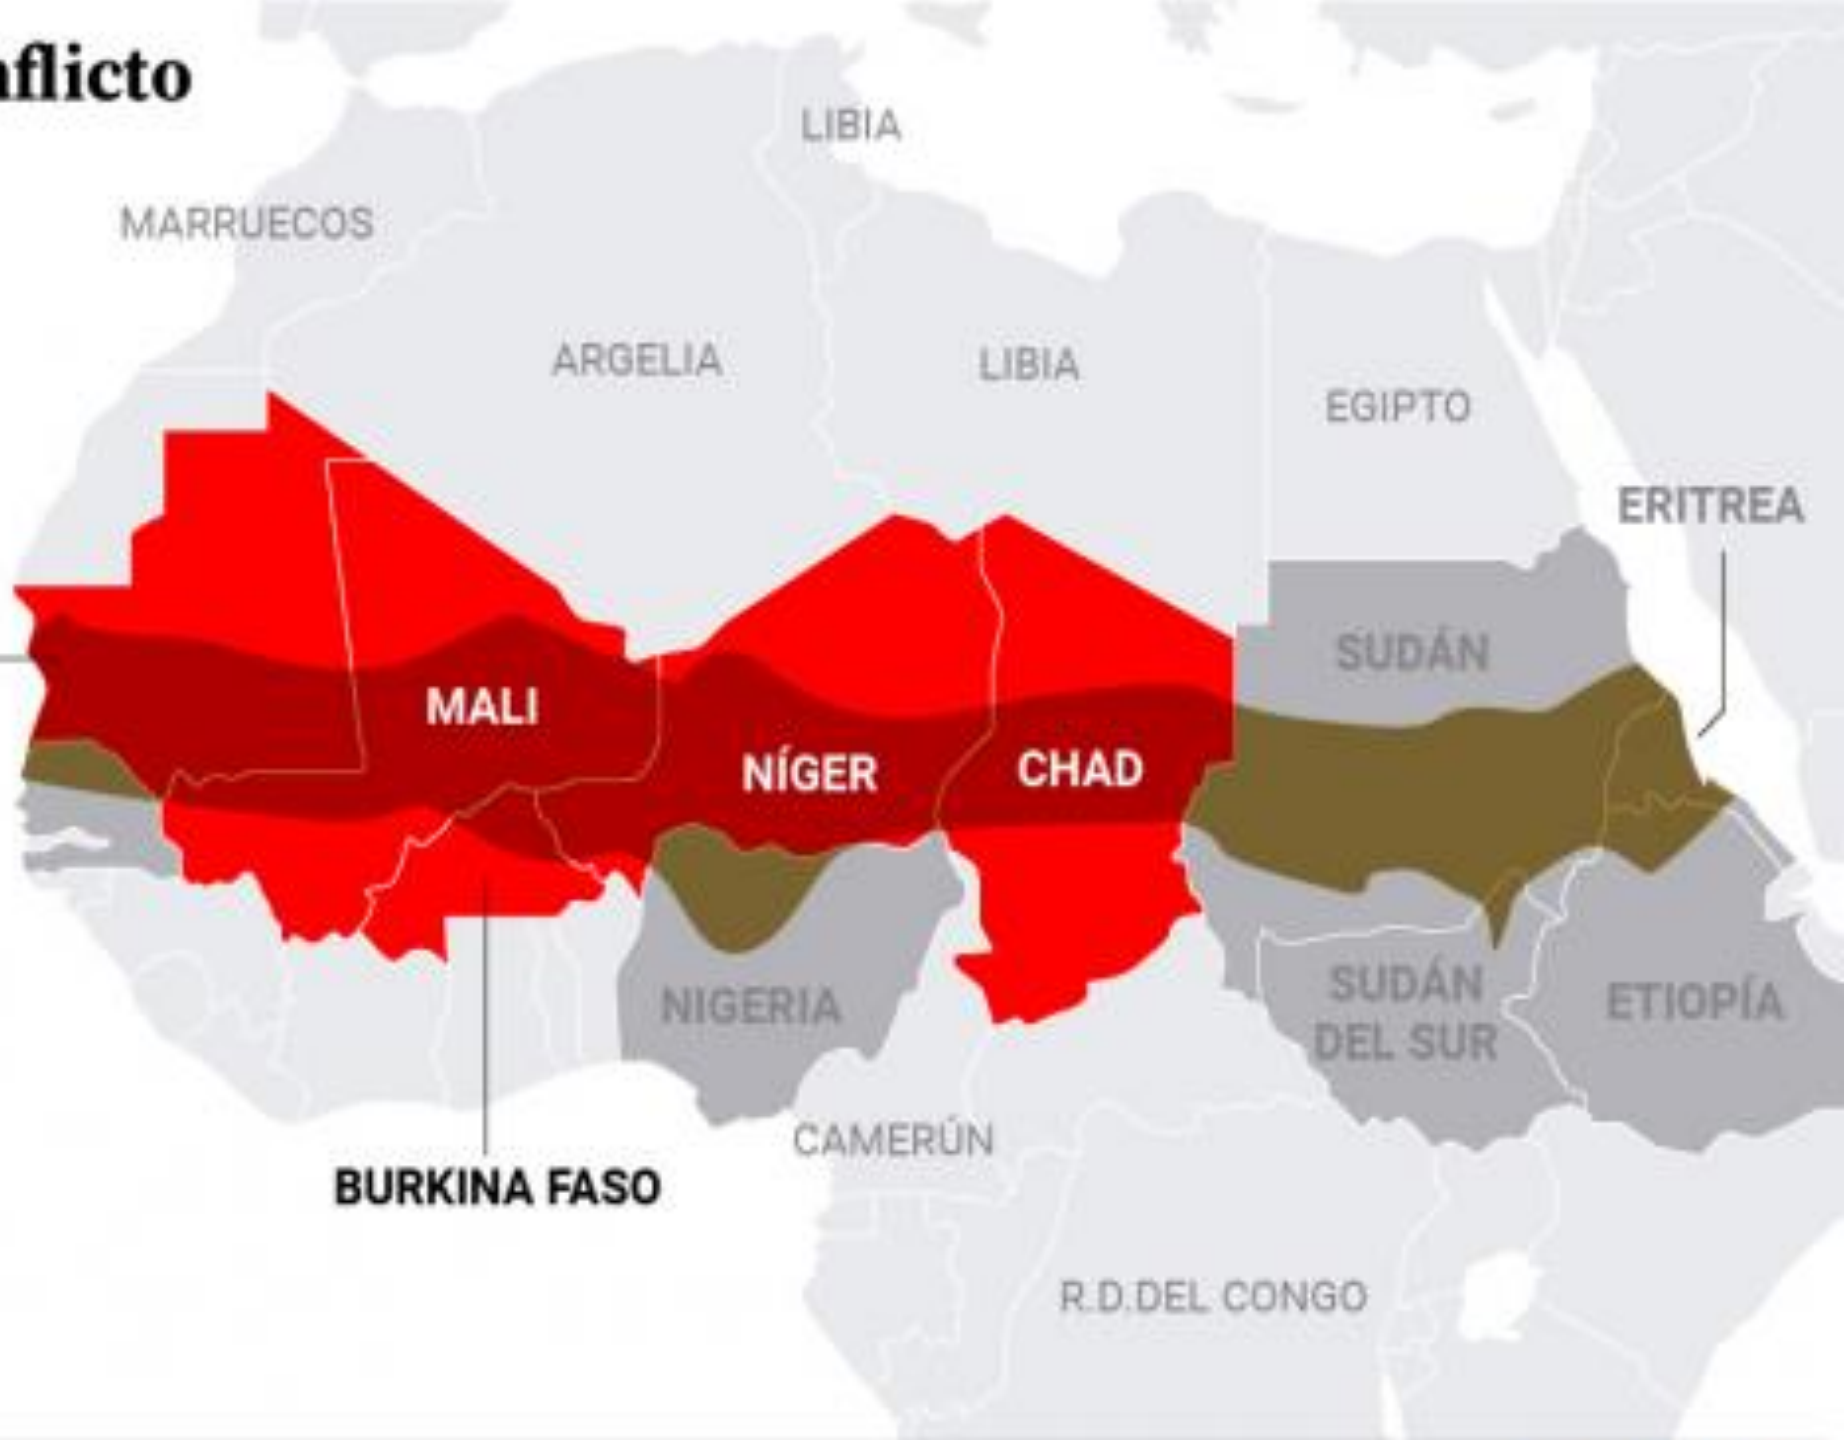 nflicto
LIBIA
MARRUECOS
ARGELIA
LIBIA
EGIPTO
ERITREA
SUDÁN
MALI
NÍGER
CHAD
NIGERIA
SUDÁN
DEL SUR
ETIOPÍA
CAMERÚN
BURKINA FASO
R.D.DEL CONGO